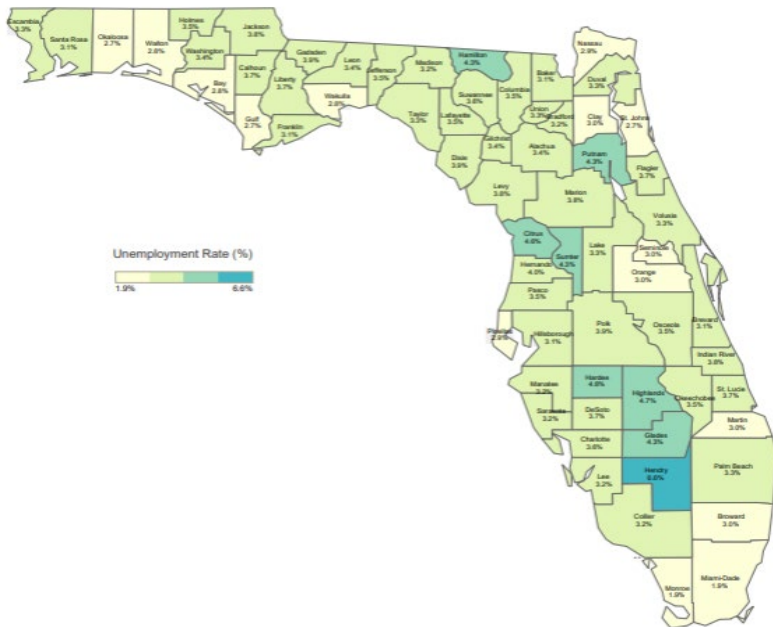 Escambia
3.3%
Santa Rosa
3.1%
Okaloosa
2.7%
Walton
2.8%
Holmes
3.5%
Washington
3.4%
Bay
2.8%
Jackson
3.8%
Calhoun
3.7%
Gulf
2.7%
Liberty
3.7%
Franklin
3.1%
Gadsden
3.9%
Leon
3.4%
Wakulla
2.8%
Jefferson
3.5%
Madison
3.2%
Taylor
3.3%
Hamilton
4.3%
Suwannee
3.8%
Lafayette
3.5%
Columbia
3.5%
Dixie
3.9%
Gilchrist
3.4%
Baker
3.1%
Union
3.3%
Bradford
3.2%
Alachua
3.4%
Nassau
2.9%
Duval
3.3%
Clay
3.0%
St. Johns
2.7%
Putnam
4.3%
Flagler
3.7%
Levy
3.8%
Marion
3.8%
Volusia
3.3%
Citrus
4.6%
Sumter
4.3%
Lake
3.3%
Seminole
3.0%
Hernando
4.0%
Orange
3.0%
Pasco
3.5%
Unemployment Rate (%)
1.9%
6.6%
Pinellas
2.9%
Hillsborough
3.1%
Polk
3.9%
Osceola
3.5%
Brevard
3.1%
Indian River
3.8%
Manatee
3.2%
Hardee
Highlands
4.7%
Okeechobee
3.5%
St. Lucie
3.7%
Sarasota
3.2%
DeSoto
3.7%
Martin
3.0%
Charlotte
Glades
4.3%
Lee
3.2%
Hendry
6.6%
Palm Beach
3.3%
Collier
3.2%
Broward
3.0%
Monroe
1.9%
Miami-Dade
1.9%